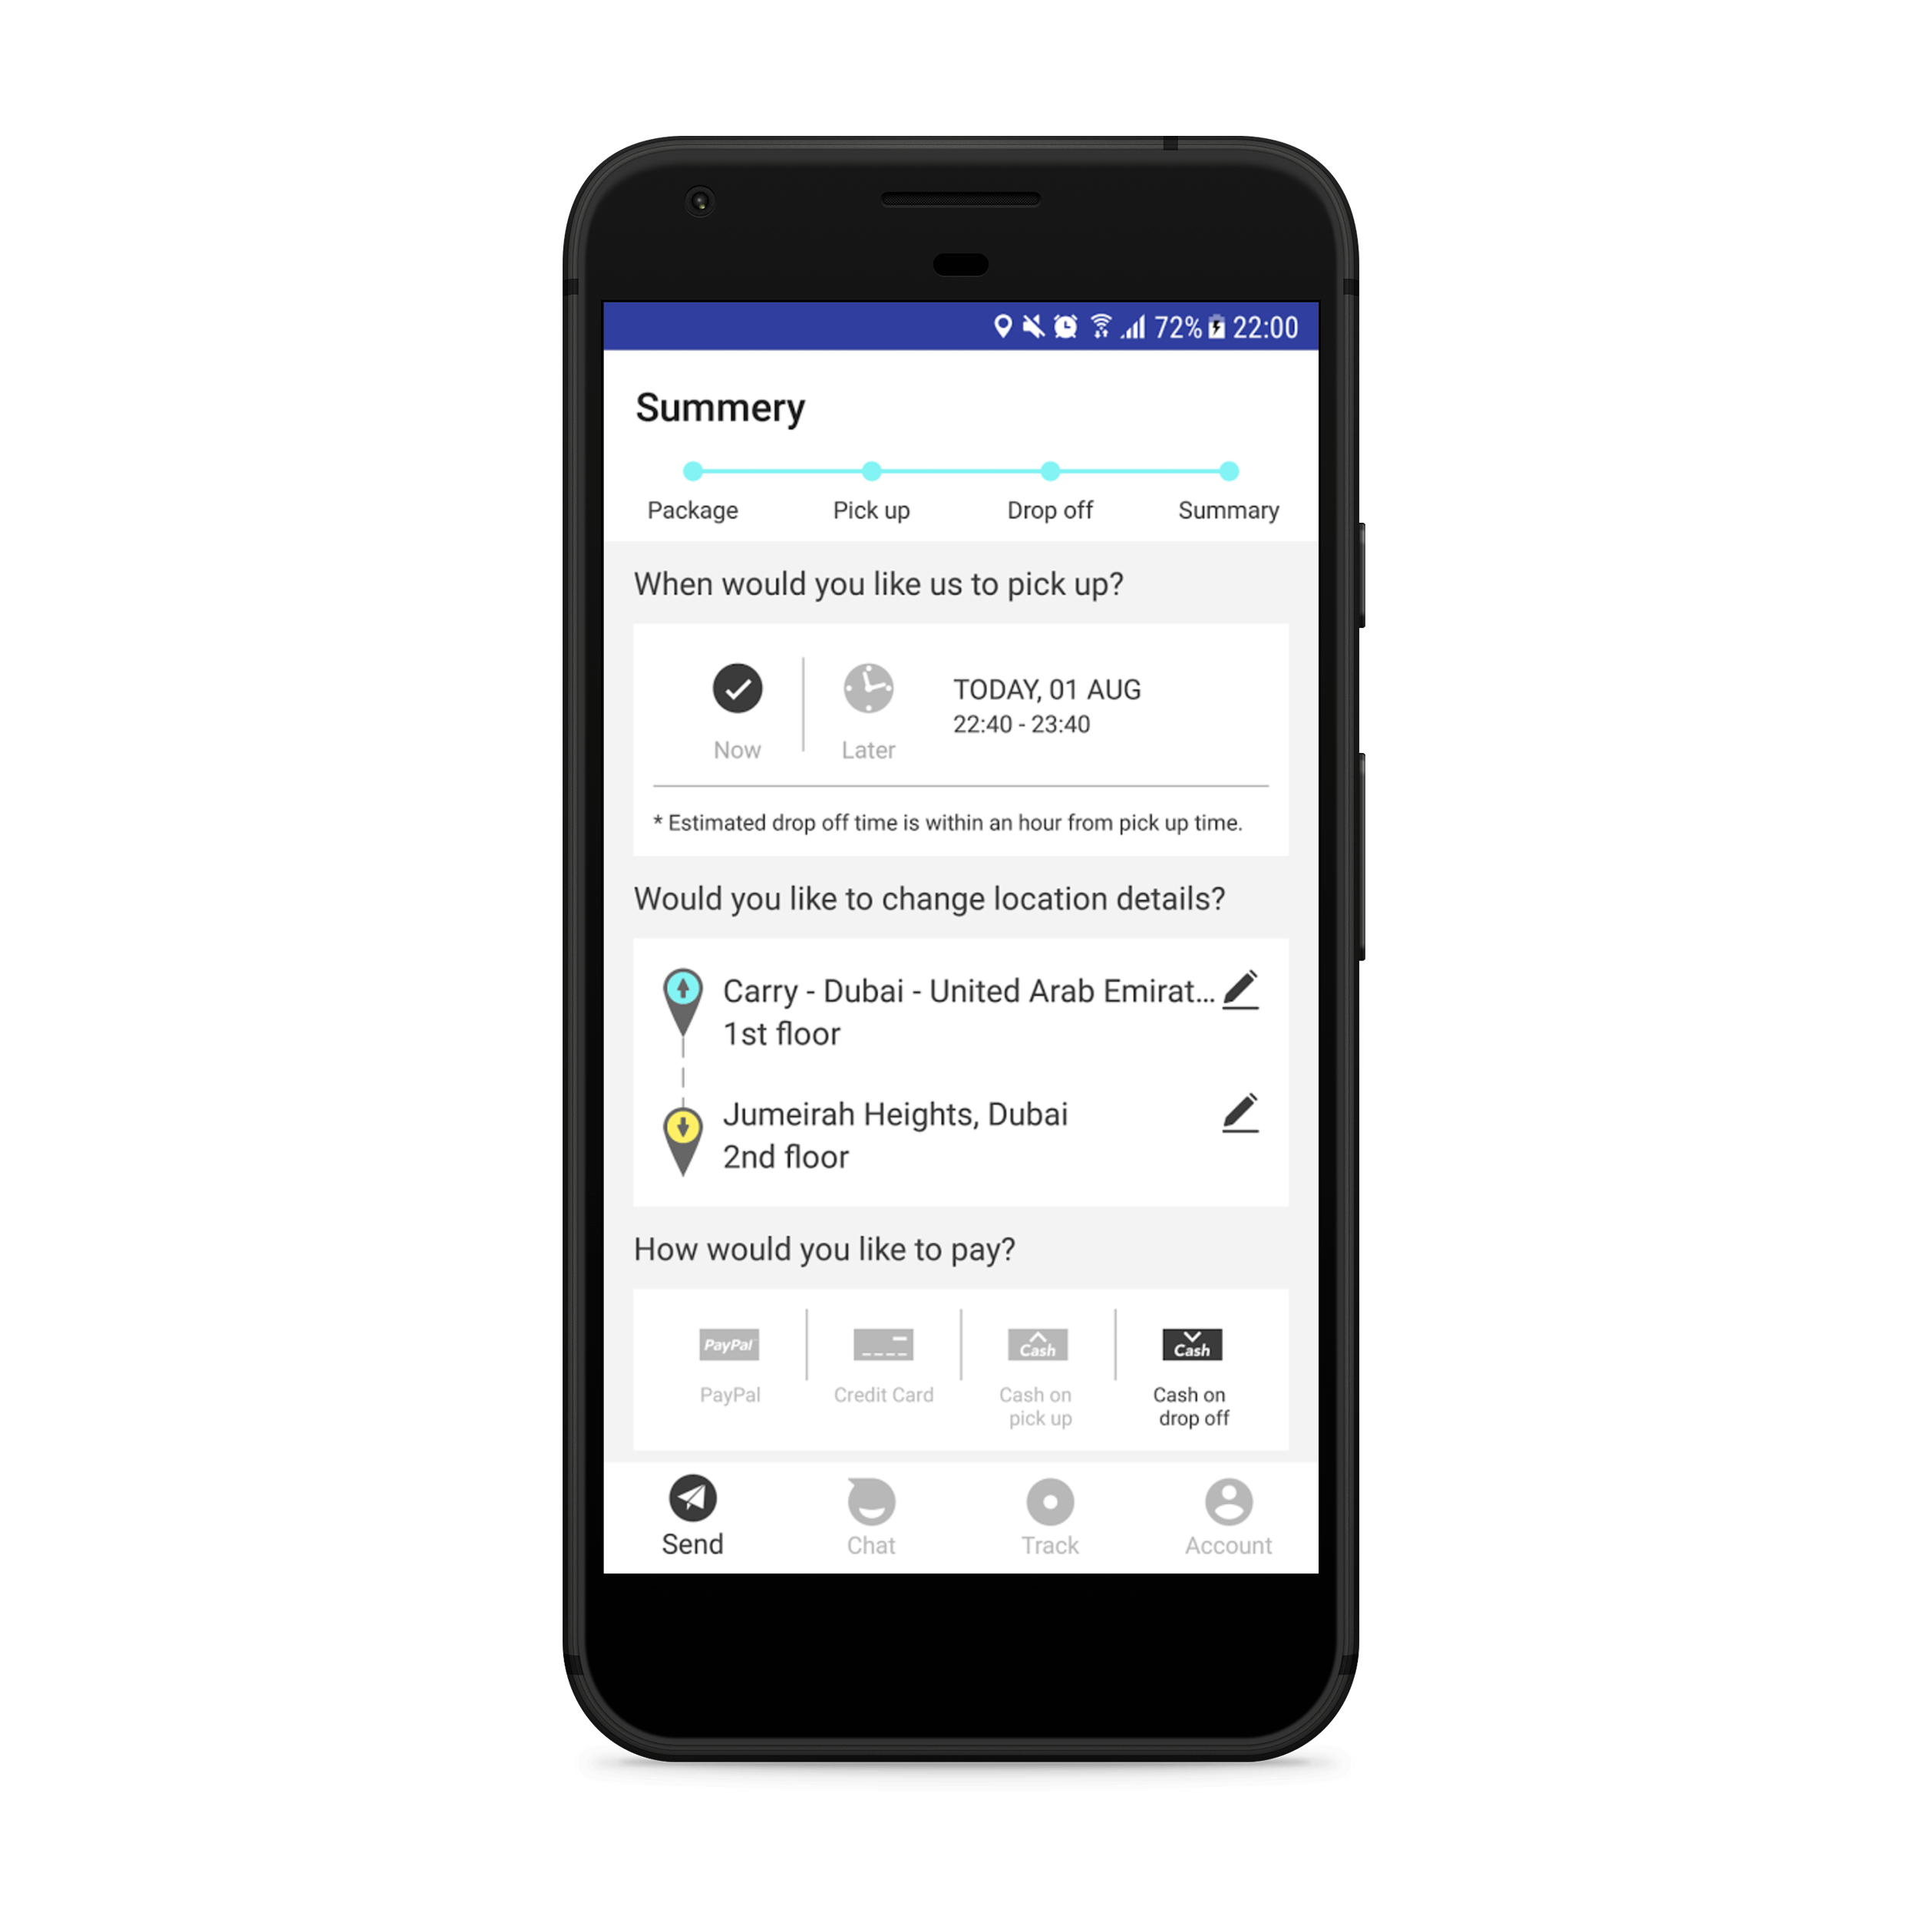 72% 22:00
Summery
Package Pick up Drop off Summary
When would you like us to pick up?
TODAY, 01 AUG
22:40 - 23:40
Now Later
* Estimated drop off time is within an hour from pick up time.
Would you like to change location details?
Carry - Dubai - United Arab Emirat...
1st floor
Jumeirah Heights, Dubai
2nd floor
How would you like to pay?
PayPal Cash Cash
PayPal Credit Card Cash on pick up Cash on drop off
Send Chat Track Account